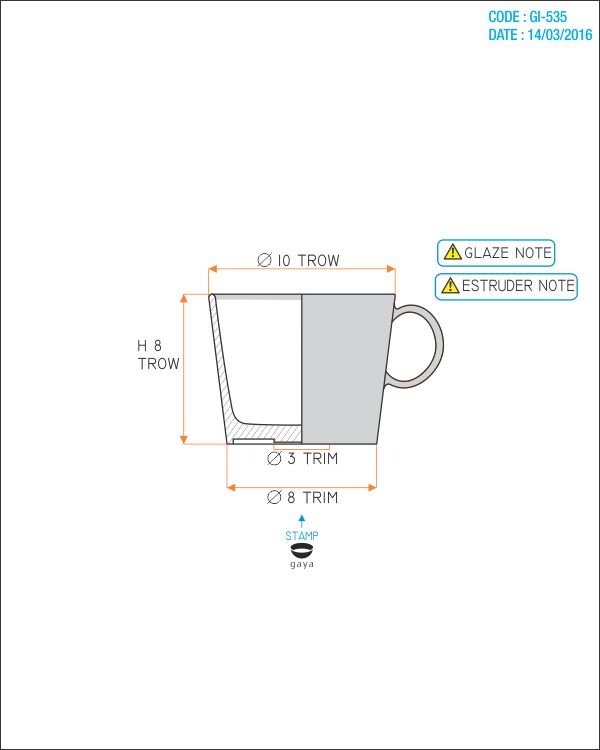 CODE : GI-535
DATE : 14/03/2016
GLAZE NOTE
ESTRUDER NOTE
Ø 10 TROW
H 8
TROW
Ø 3 TRIM
Ø 8 TRIM
STAMP
gaya